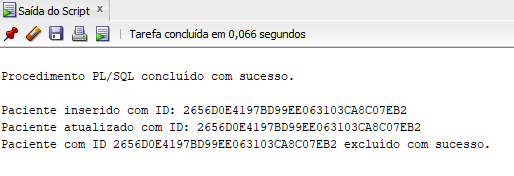 Saída do Script x
Tarefa concluída em 0,066 segundos
Procedimento PL/SQL concluído com sucesso.
Paciente inserido com ID: 2656D0E4197BD99EE063103CA8C07EB2
Paciente atualizado com ID: 2656D0E4197BD99EE063103CA8C07EB2
Paciente com ID 2656D0E4197BD99EE063103CA8C07EB2 excluído com sucesso.